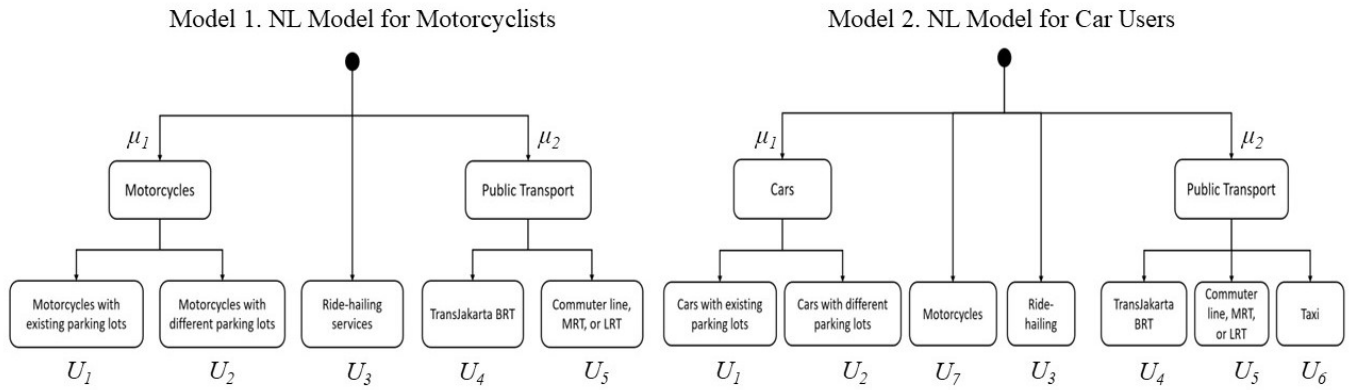 Model 1. NL Model for Motorcyclists
μ1
μ2
Motorcycles
Public Transport
Motorcycles with
existing parking lots
Motorcycles with
different parking lots
Ride-hailing
services
TransJakarta BRT
Commuter line,
MRT, or LRT
U1
U2
U3
U4
U5
Model 2. NL Model for Car Users
μ1
μ2
Cars
Public Transport
Cars with existing
parking lots
Cars with different
parking lots
Motorcycles
Ride-
hailing
TransJakarta
BRT
Commuter
line, MRT,
or LRT
Taxi
U1
U2
U7
U3
U4
U5
U6